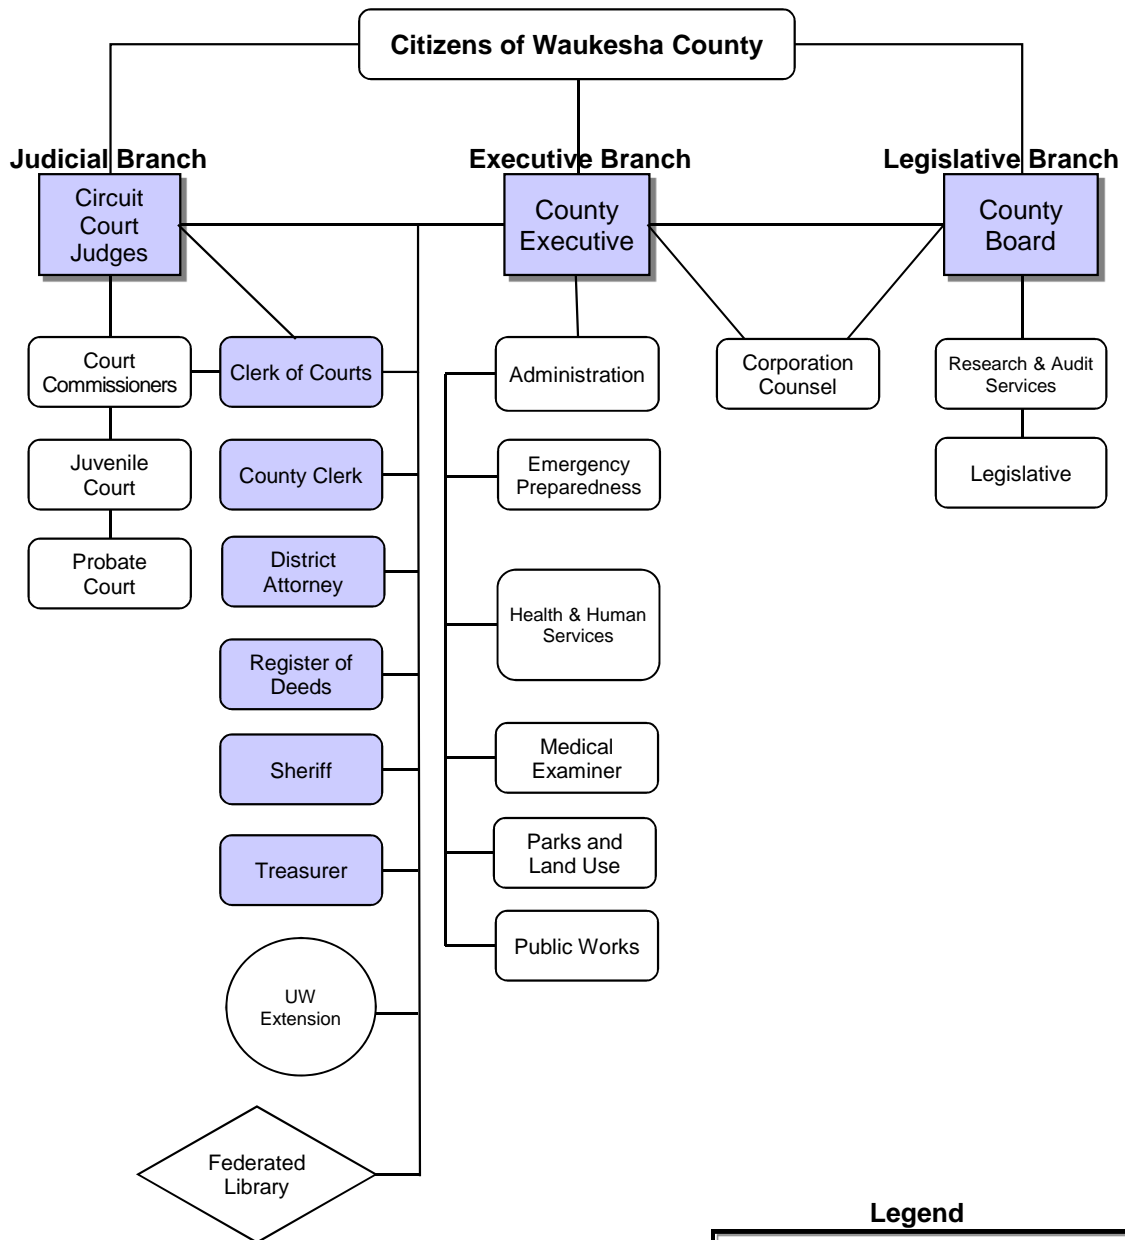 Citizens of Waukesha County
Judicial Branch
Executive Branch
Legislative Branch
Circuit
Court
Judges
County
Executive
County
Board
Court
Commissioners
Clerk of Courts
Administration
Corporation
Counsel
Research & Audit
Services
Juvenile
Court
County Clerk
Emergency
Preparedness
Legislative
Probate
Court
District
Attorney
Health & Human
Services
Register of
Deeds
Sheriff
Medical
Examiner
Treasurer
Parks and
Land Use
Public Works
UW
Extension
Federated
Library
Legend